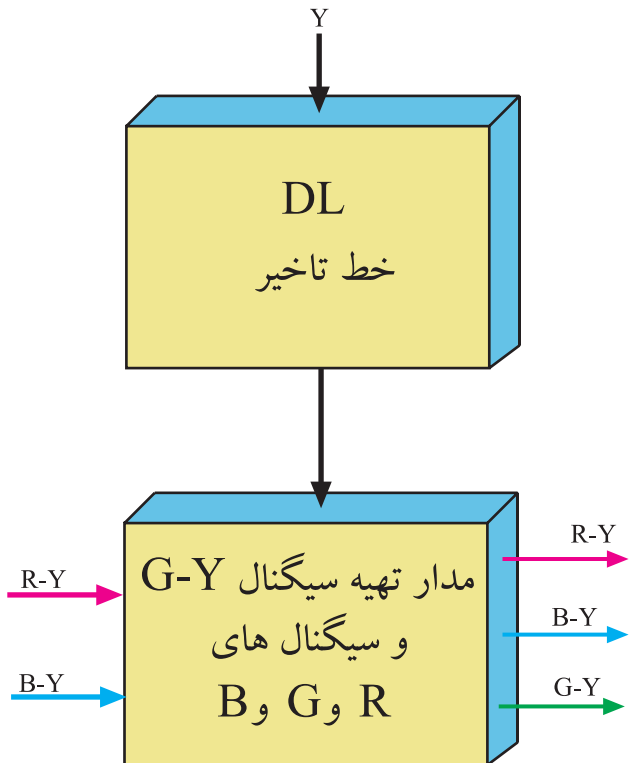 Y
DL
خط تاخیر
R-Y
B-Y
مدار تهیه سیگنال G-Y
و سیگنال های
R و G و B
R-Y
B-Y
G-Y